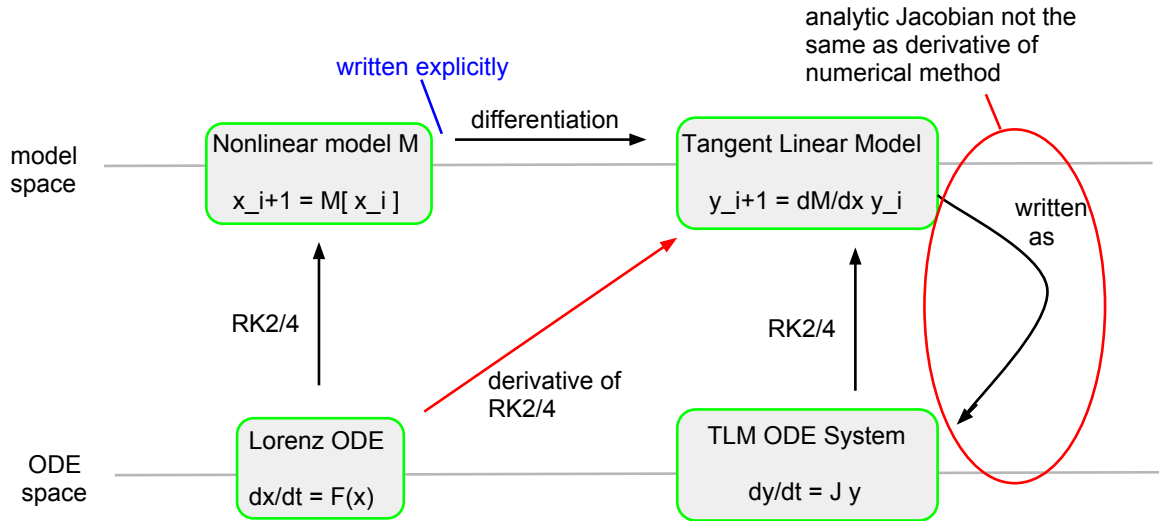 analytic Jacobian not the
same as derivative of
numerical method
written explicitly
differentiation
model
space
Nonlinear model M
x_i+1 = M[ x_i ]
Tangent Linear Model
y_i+1 = dM/dx y_i
written
as
RK2/4
RK2/4
derivative of
RK2/4
ODE
space
Lorenz ODE
dx/dt = F(x)
TLM ODE System
dy/dt = J y